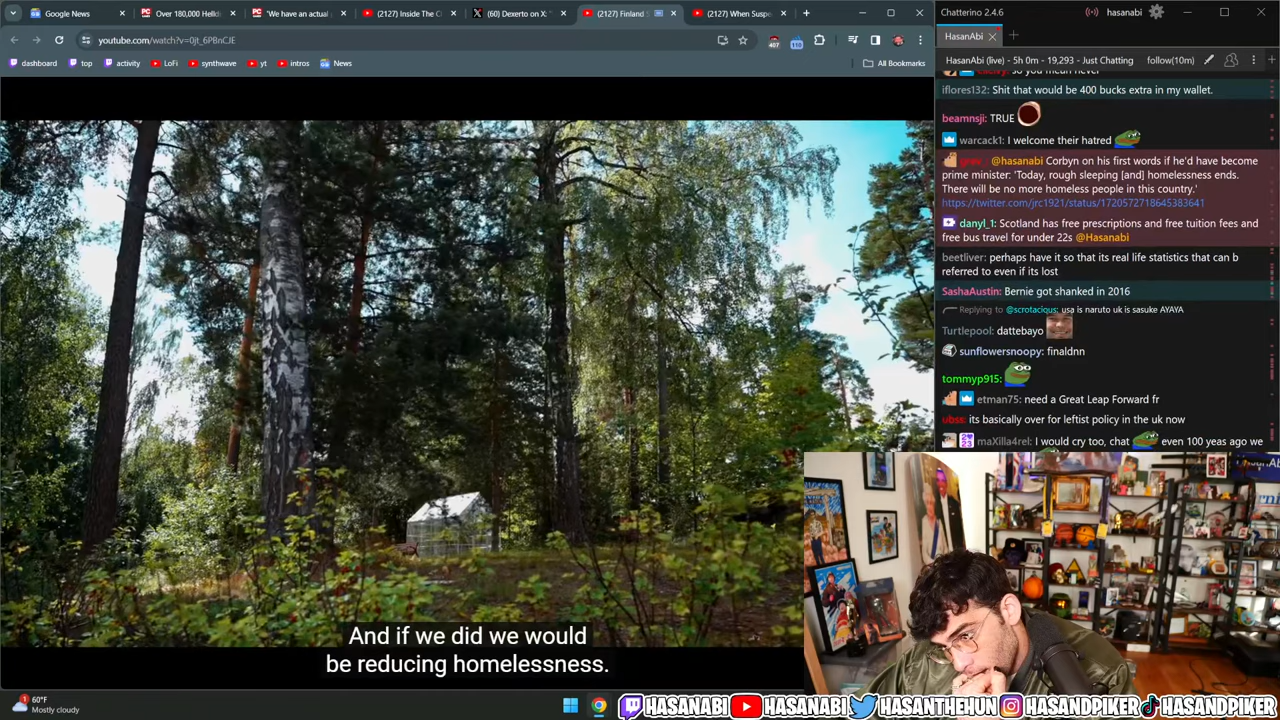 Google News
Over 180,000 Helldi
"We have an actual
(2127) Inside The C
(60) Dexerto on X: "
(2127) Finland S
(2127) When Suspe
youtube.com/watch?v=0jt_6PBnCJE
407
110
dashboard
top
activity
LoFi
synthwave
yt
intros
News
All Bookmarks
Chatterino 2.4.6
hasanabi
HasanAbi
HasanAbi (live) - 5h 0m - 19,293 - Just Chatting
follow(10m)
so you mean never
iflores132: Shit that would be 400 bucks extra in my wallet.
beamnsji: TRUE
warcack1: I welcome their hatred
@hasanabi Corbyn on his first words if he'd have become
prime minister: 'Today, rough sleeping [and] homelessness ends.
There will be no more homeless people in this country.'
https://twitter.com/jrc1921/status/1720572718645383641
danyl_1: Scotland has free prescriptions and free tuition fees and
free bus travel for under 22s @Hasanabi
beetliver: perhaps have it so that its real life statistics that can b
referred to even if its lost
SashaAustin: Bernie got shanked in 2016
Replying to @scrotacious: usa is naruto uk is sasuke AYAYA
Turtlepool: dattebayo
sunflowersnoopy: finaldnn
tommyp915:
etman75: need a Great Leap Forward fr
ubss: its basically over for leftist policy in the uk now
maXilla4rel: I would cry too, chat even 100 yeas ago we
And if we did we would
be reducing homelessness.
1
60°F
Mostly cloudy
HASANABI
HASANABI
HASANTHEHUN
HASANDPIKER
HASANDPIKER